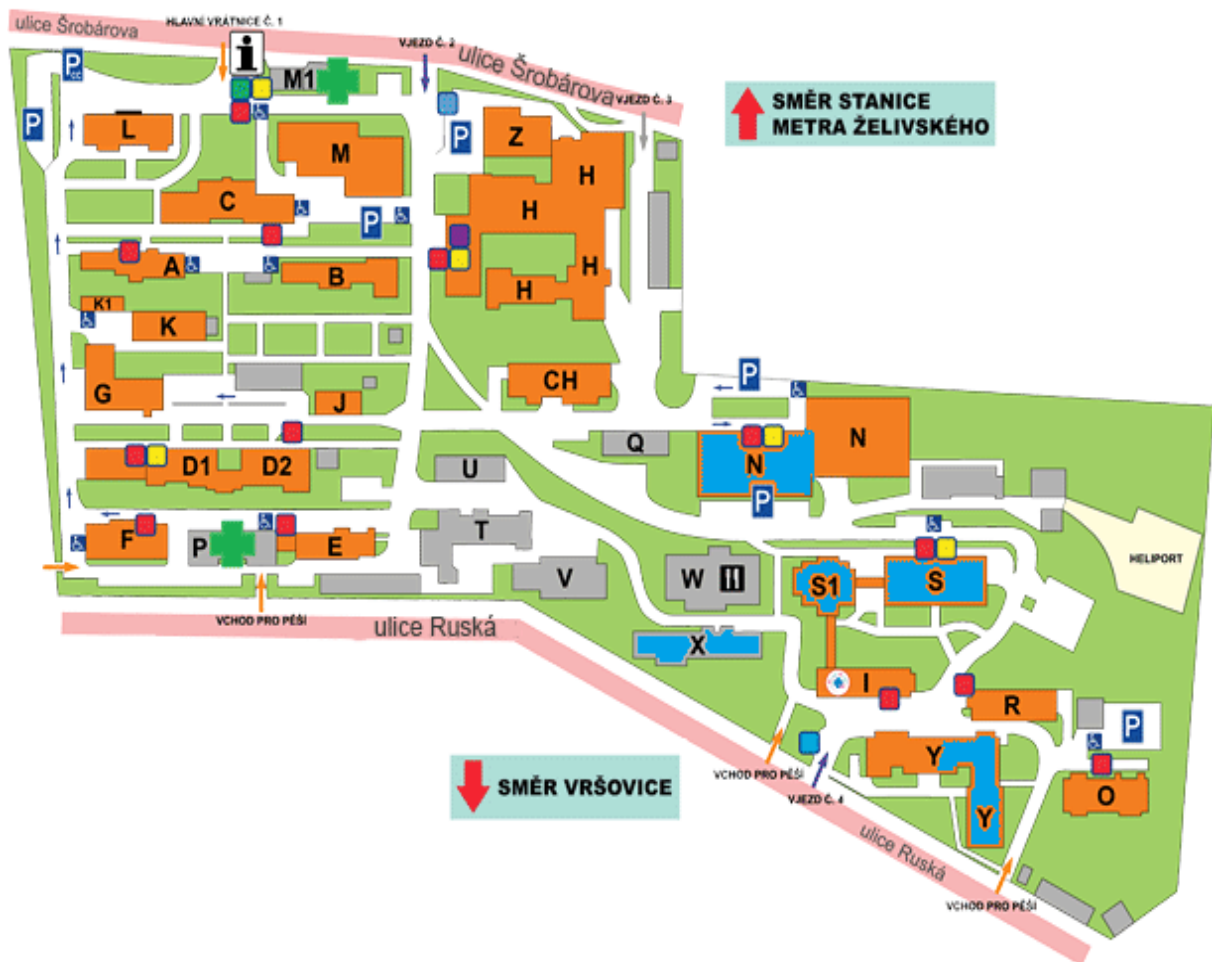 ulice Šrobárova
HLAVNÍ VRÁTNICE Č. 1
i
M1
VJEZD Č. 2
ulice Šrobárova
VJEZD Č. 3
SMĚR STANICE
METRA ŽELIVSKÉHO
PCC
P
L
M
P
Z
H
C
P
H
A
B
H
H
K1
K
G
J
CH
P
N
Q
N
D1
D2
U
P
F
P
E
T
V
W
S1
S
HELIPORT
VCHOD PRO PĚŠÍ
ulice Ruská
X
I
R
P
Y
O
SMĚR VRŠOVICE
VCHOD PRO PĚŠÍ
VJEZD Č. 4
Y
ulice Ruská
VCHOD PRO PĚŠÍ